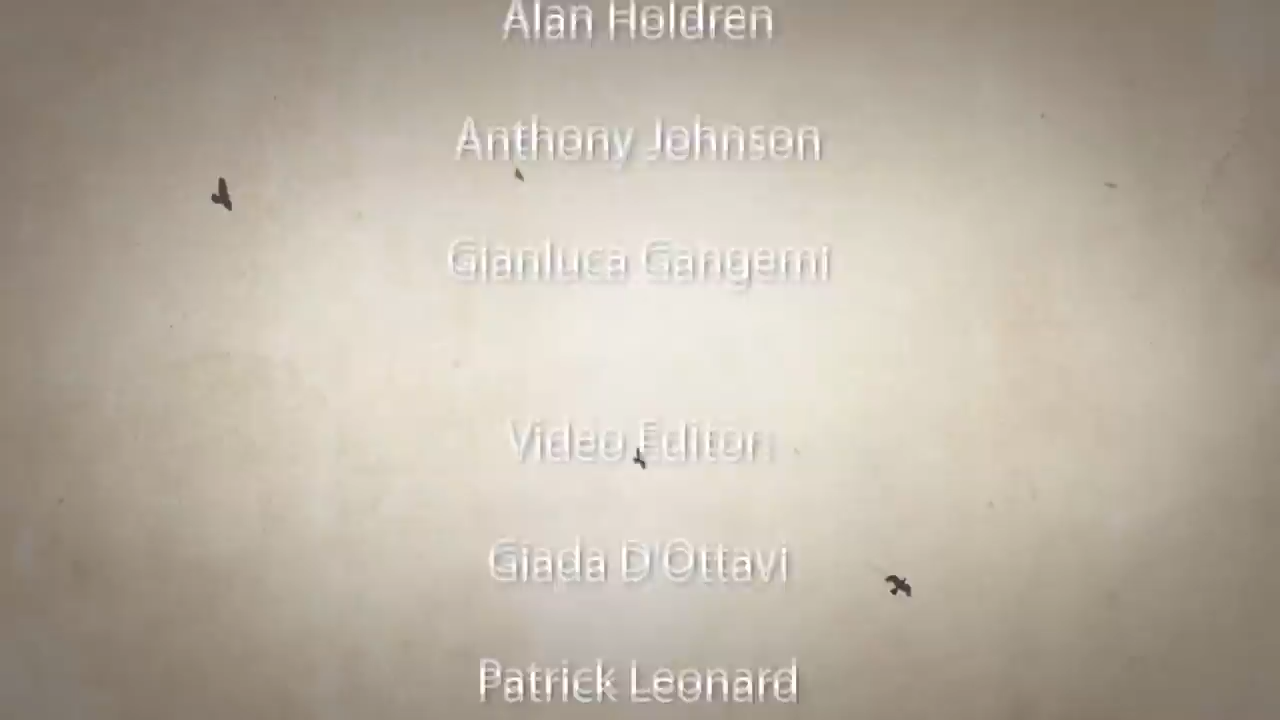 Alan Holdren
Anthony Johnson
Gianluca Gangemi
Video Editor:
Giada D'Ottavi
Patrick Leonard